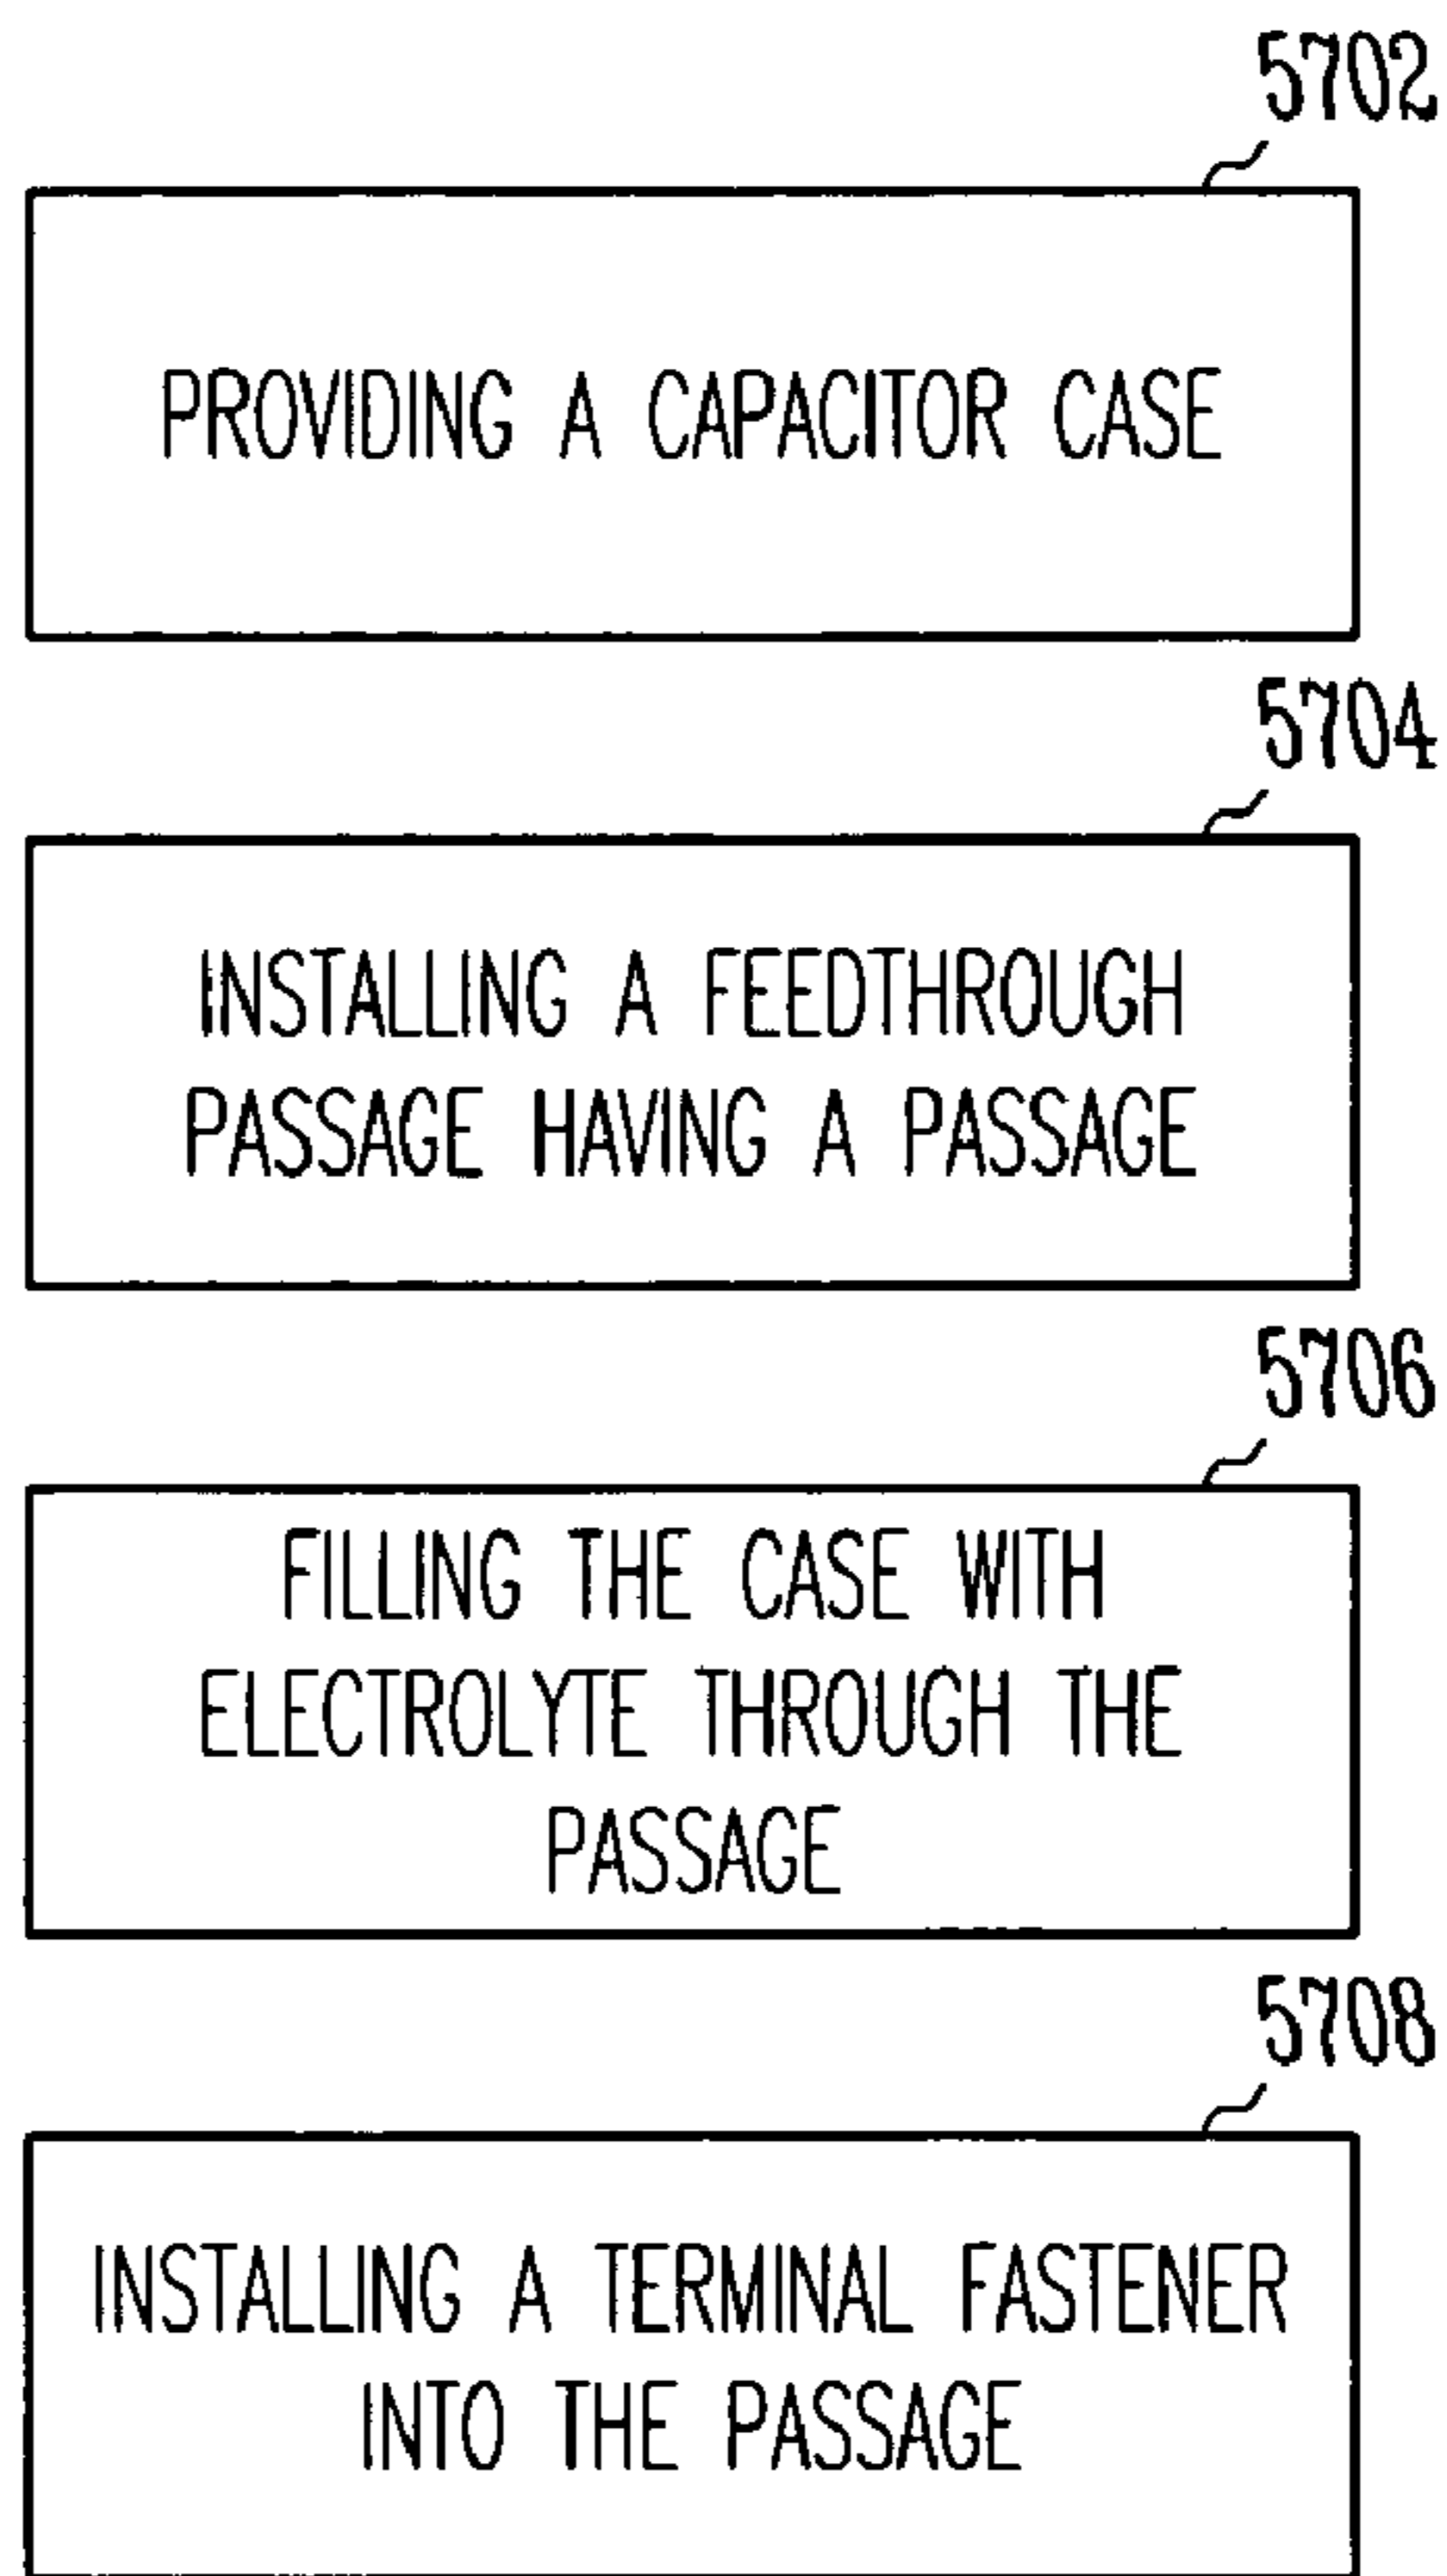 5702
PROVIDING A CAPACITOR CASE
5704
INSTALLING A FEEDTHROUGH
PASSAGE HAVING A PASSAGE
5706
FILLING THE CASE WITH
ELECTROLYTE THROUGH THE
PASSAGE
5708
INSTALLING A TERMINAL FASTENER
INTO THE PASSAGE